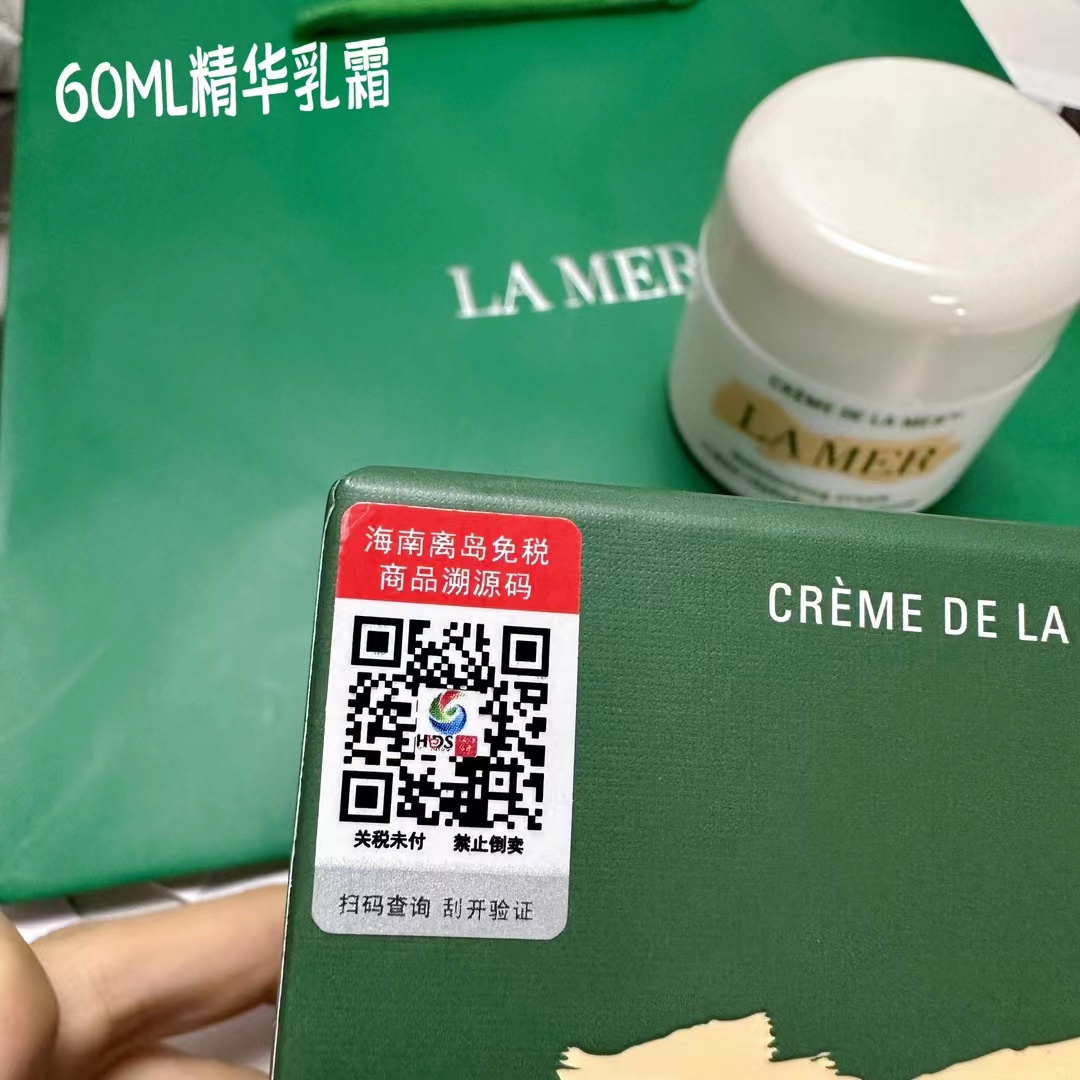 60ML精华乳霜
LA MER
CRÈME DE LA MER
LA MER
海南离岛免税
商品溯源码
HDS
关税未付 禁止倒卖
扫码查询 刮开验证
CRÈME DE LA